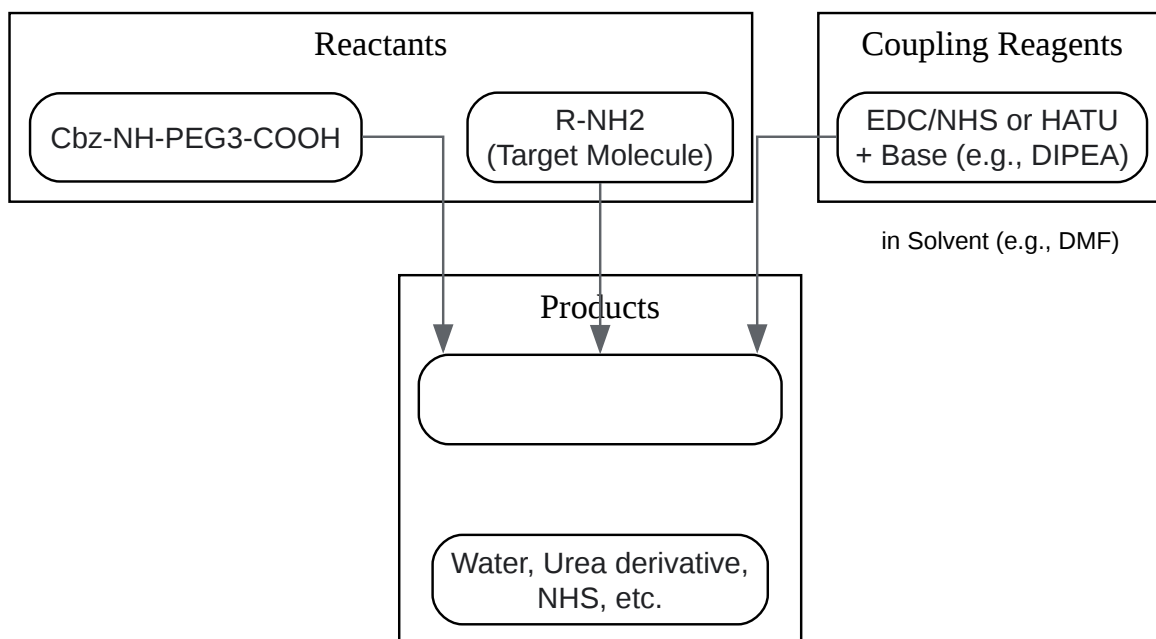 Reactants
Coupling Reagents
Cbz-NH-PEG3-COOH
R-NH2
(Target Molecule)
EDC/NHS or HATU
+ Base (e.g., DIPEA)
in Solvent (e.g., DMF)
Products
Water, Urea derivative,
NHS, etc.